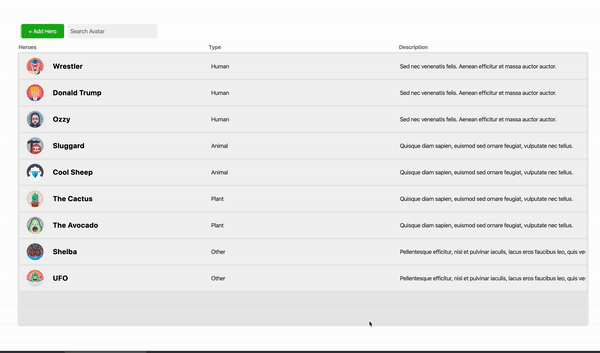 + Add Hero Search Avatar
Heroes Type Description
Wrestler Human Sed nec venenatis felis. Aenean efficitur et massa auctor auctor.
Donald Trump Human Sed nec venenatis felis. Aenean efficitur et massa auctor auctor.
Ozzy Human Sed nec venenatis felis. Aenean efficitur et massa auctor auctor.
Sluggard Animal Quisque diam sapien, euismod sed ornare feugiat, vulputate nec tellus.
Cool Sheep Animal Quisque diam sapien, euismod sed ornare feugiat, vulputate nec tellus.
The Cactus Plant Quisque diam sapien, euismod sed ornare feugiat, vulputate nec tellus.
The Avocado Plant Quisque diam sapien, euismod sed ornare feugiat, vulputate nec tellus.
Shelba Other Pellentesque efficitur, nisl et pulvinar iaculis, lacus eros faucibus leo, quis ve
UFO Other Pellentesque efficitur, nisl et pulvinar iaculis, lacus eros faucibus leo, quis ve